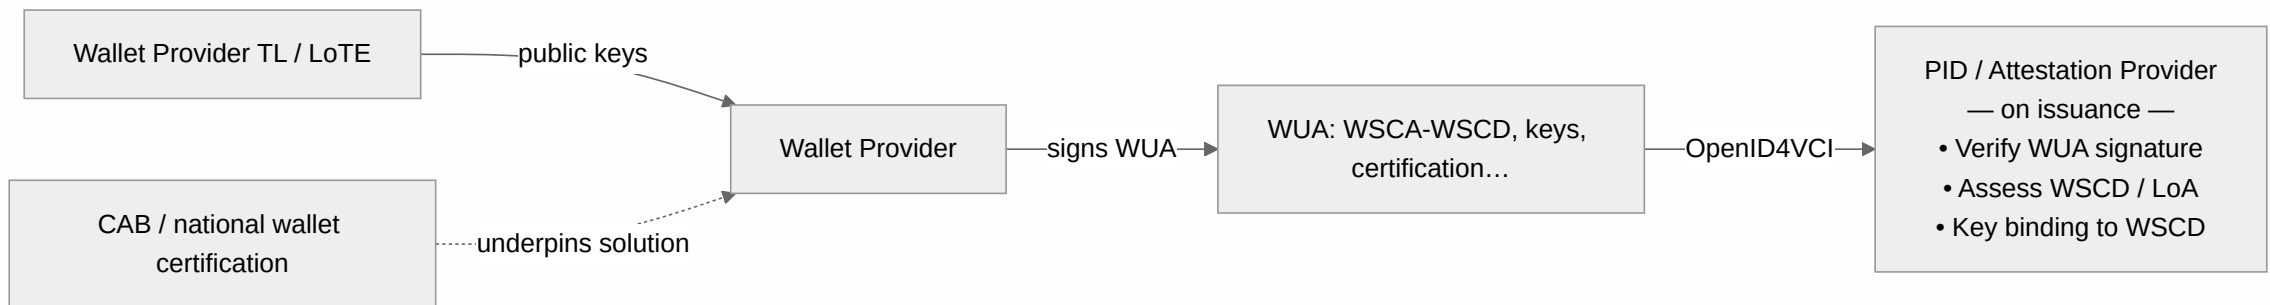 Wallet Provider TL / LoTE
public keys
CAB / national wallet
certification
underpins solution
Wallet Provider
signs WUA
WUA: WSCA-WSCD, keys,
certification…
OpenID4VCI
PID / Attestation Provider
— on issuance —
• Verify WUA signature
• Assess WSCD / LoA
• Key binding to WSCD